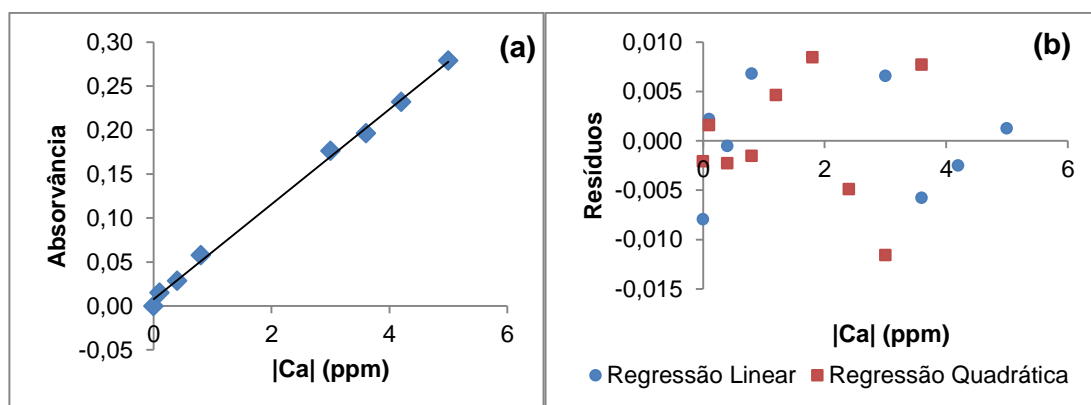 (a)
Absorvância
0,30
0,25
0,20
0,15
0,10
0,05
0,00
-0,05
0 2 4 6
|Ca| (ppm)
(b)
Resíduos
0,010
0,005
0,000
-0,005
-0,010
-0,015
0 2 4 6
|Ca| (ppm)
Regressão Linear Regressão Quadrática